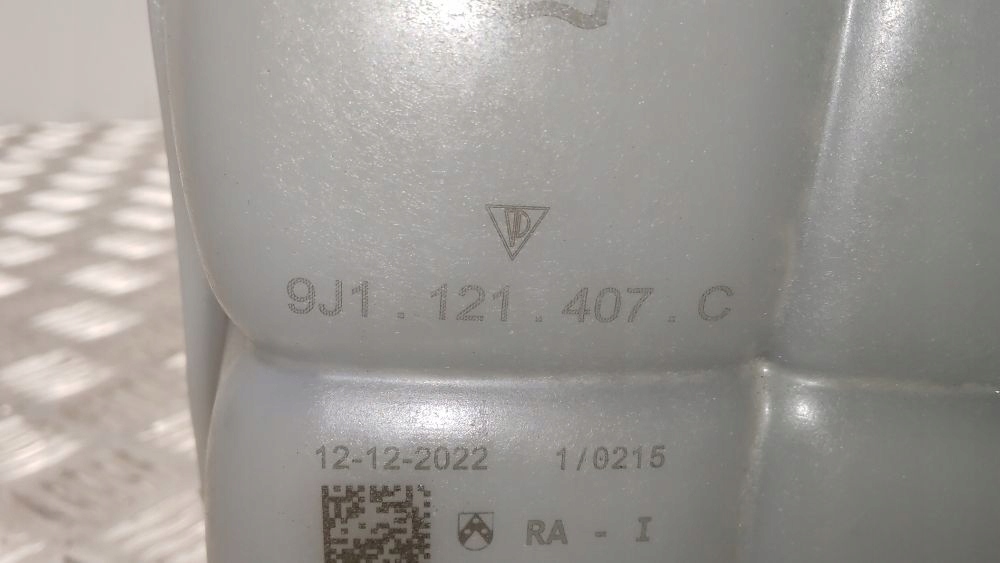 9J1 . 121 . 407 . C
12-12-2022 1/0215
RA - I